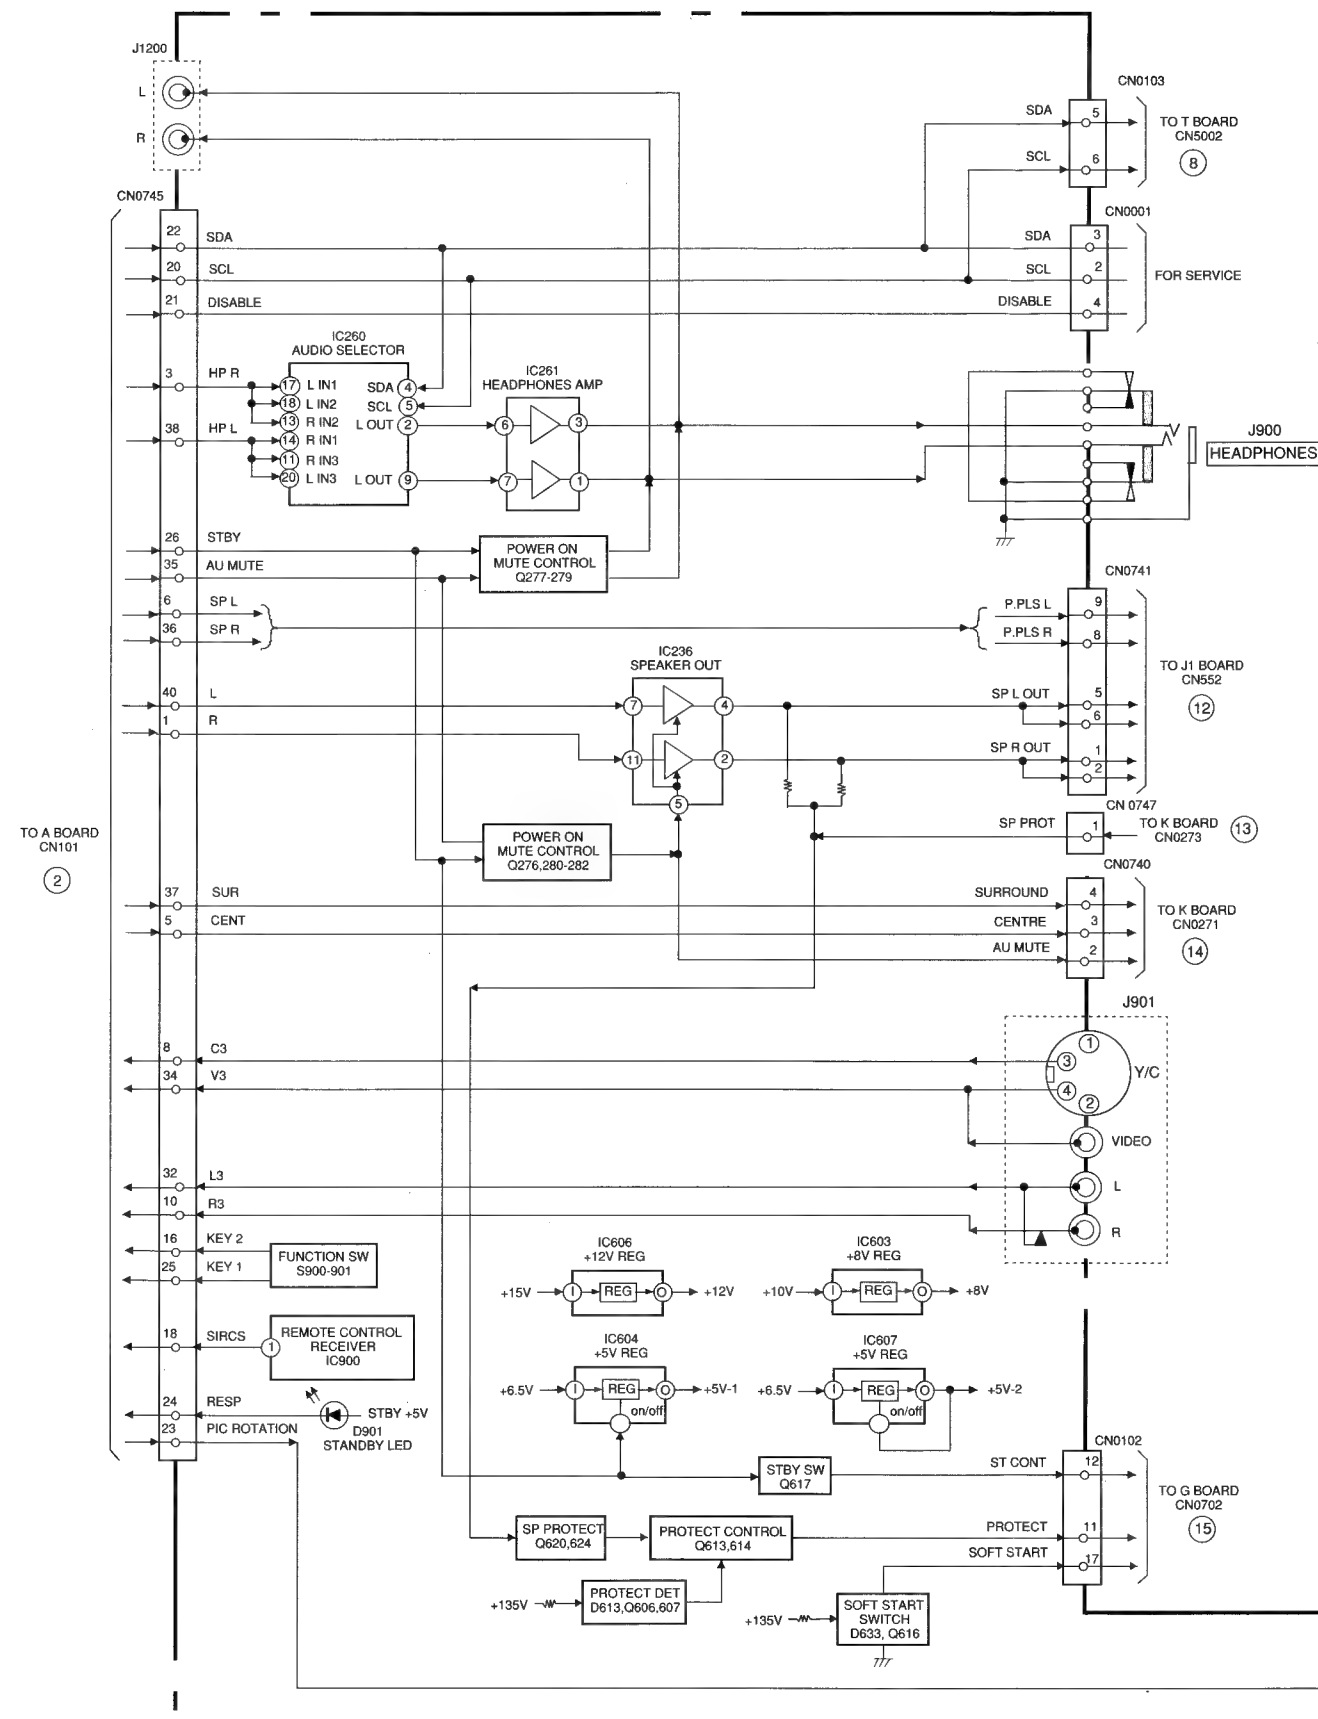 J1200
L
R
CN0103
SDA
5
SCL
6
TO T BOARD
CN5002
8
CN0745
22
SDA
20
SCL
21
DISABLE
CN0001
SDA
3
SCL
2
DISABLE
4
FOR SERVICE
IC260
AUDIO SELECTOR
3
HP R
38
HP L
17
L IN1
18
L IN2
13
R IN2
14
R IN1
11
R IN3
20
L IN3
SDA
4
SCL
5
L OUT
2
L OUT
9
IC261
HEADPHONES AMP
6
3
7
1
J900
HEADPHONES
26
STBY
35
AU MUTE
POWER ON
MUTE CONTROL
Q277-279
6
SP L
36
SP R
CN0741
P.PLS L
9
P.PLS R
8
SP L OUT
5
6
SP R OUT
1
2
TO J1 BOARD
CN552
12
40
L
1
R
IC236
SPEAKER OUT
7
4
11
2
5
TO A BOARD
CN101
2
POWER ON
MUTE CONTROL
Q276,280-282
CN 0747
SP PROT
1
TO K BOARD
CN0273
13
CN0740
37
SUR
5
CENT
SURROUND
4
CENTRE
3
AU MUTE
2
TO K BOARD
CN0271
14
J901
8
C3
34
V3
1
3
4
2
Y/C
VIDEO
32
L3
10
R3
L
R
16
KEY 2
25
KEY 1
FUNCTION SW
S900-901
IC606
+12V REG
+15V
I
REG
O
+12V
IC603
+8V REG
+10V
I
REG
O
+8V
18
SIRCS
1
REMOTE CONTROL
RECEIVER
IC900
IC604
+5V REG
+6.5V
I
REG
O
+5V-1
on/off
IC607
+5V REG
+6.5V
I
REG
O
+5V-2
on/off
24
RESP
STBY +5V
23
PIC ROTATION
D901
STANDBY LED
CN0102
STBY SW
Q617
ST CONT
12
PROTECT
11
SOFT START
17
TO G BOARD
CN0702
15
SP PROTECT
Q620,624
PROTECT CONTROL
Q613,614
+135V
PROTECT DET
D613,Q606,607
+135V
SOFT START
SWITCH
D633, Q616